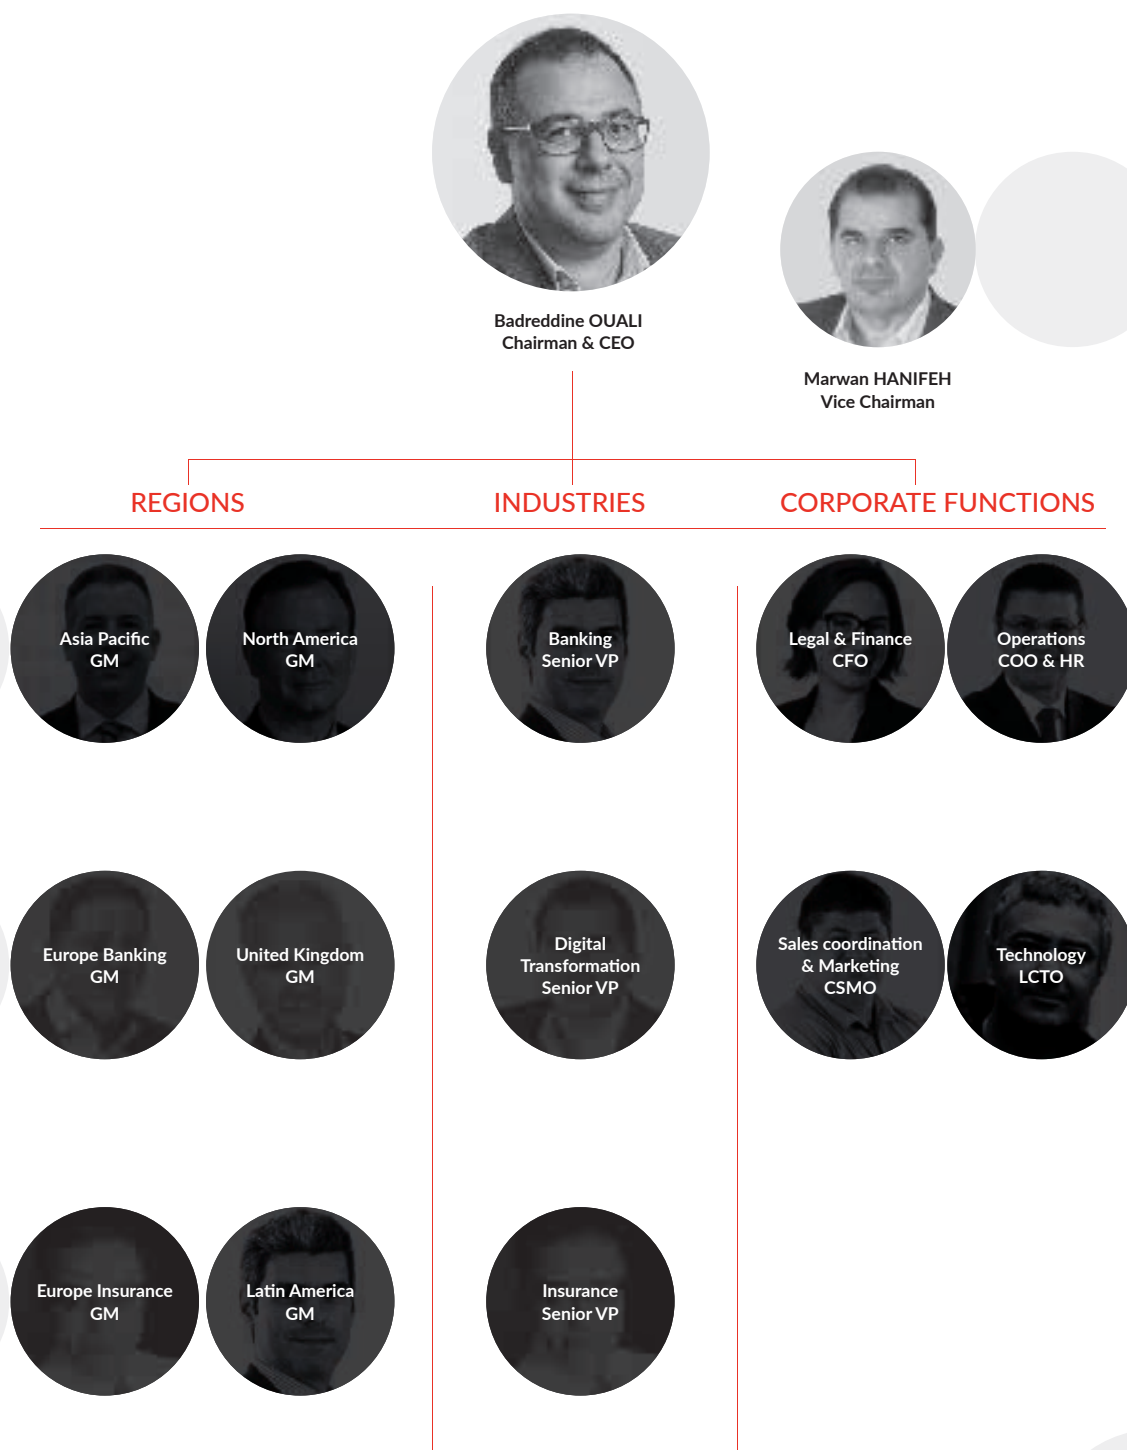 Badreddine OUALI
Chairman & CEO
Marwan HANIFEH
Vice Chairman
REGIONS
INDUSTRIES
CORPORATE FUNCTIONS
Asia Pacific
GM
North America
GM
Banking
Senior VP
Legal & Finance
CFO
Operations
COO & HR
Europe Banking
GM
United Kingdom
GM
Digital
Transformation
Senior VP
Sales coordination
& Marketing
CSMO
Technology
LCTO
Europe Insurance
GM
Latin America
GM
Insurance
Senior VP